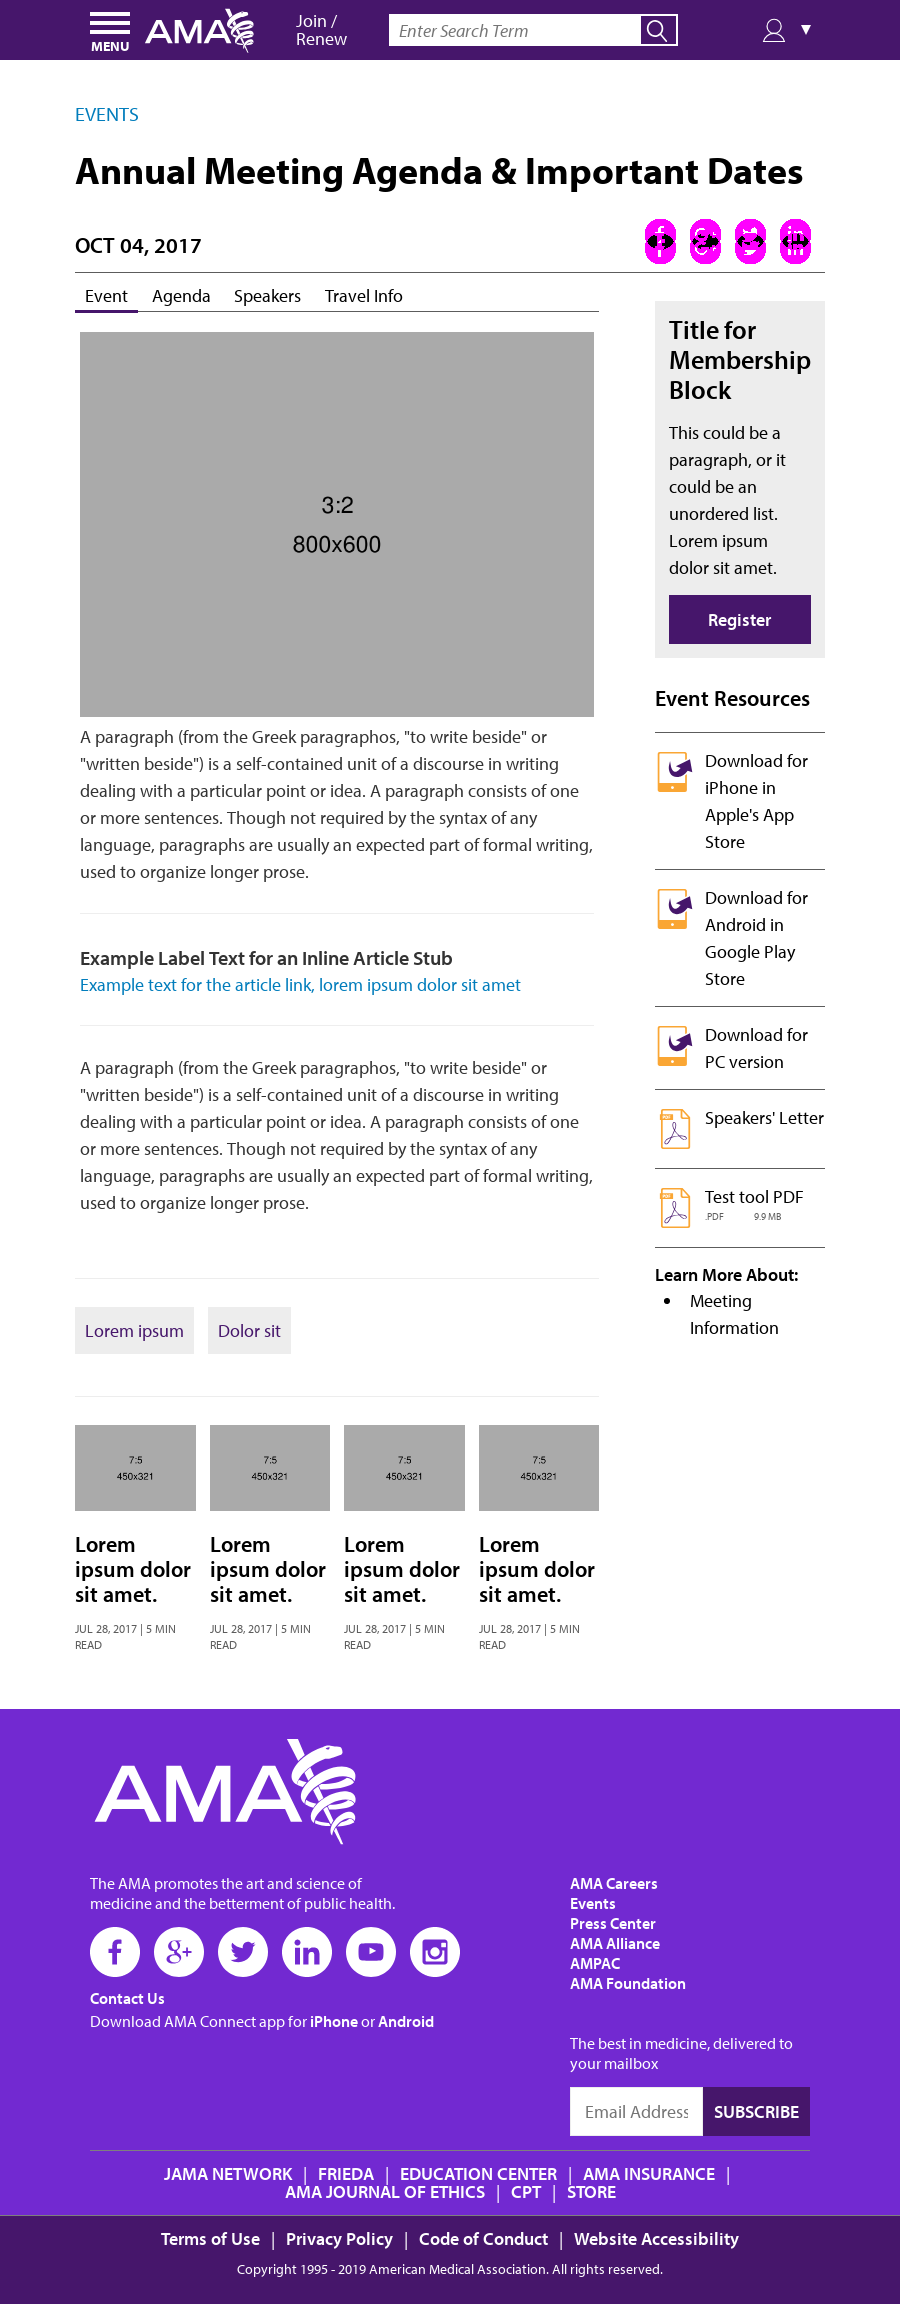 MENU
AMA
Join /
Renew
Enter Search Term
EVENTS
Annual Meeting Agenda & Important Dates
OCT 04, 2017
Event Agenda Speakers Travel Info
3:2
800x600
A paragraph (from the Greek paragraphos, "to write beside" or
"written beside") is a self-contained unit of a discourse in writing
dealing with a particular point or idea. A paragraph consists of one
or more sentences. Though not required by the syntax of any
language, paragraphs are usually an expected part of formal writing,
used to organize longer prose.
Example Label Text for an Inline Article Stub
Example text for the article link, lorem ipsum dolor sit amet
A paragraph (from the Greek paragraphos, "to write beside" or
"written beside") is a self-contained unit of a discourse in writing
dealing with a particular point or idea. A paragraph consists of one
or more sentences. Though not required by the syntax of any
language, paragraphs are usually an expected part of formal writing,
used to organize longer prose.
Lorem ipsum Dolor sit
Title for
Membership
Block
This could be a
paragraph, or it
could be an
unordered list.
Lorem ipsum
dolor sit amet.
Register
Event Resources
Download for
iPhone in
Apple's App
Store
Download for
Android in
Google Play
Store
Download for
PC version
PDF
Speakers' Letter
PDF
Test tool PDF
.PDF 9.9 MB
Learn More About:
• Meeting
Information
7:5
450x321
Lorem
ipsum dolor
sit amet.
JUL 28, 2017 | 5 MIN
READ
7:5
450x321
Lorem
ipsum dolor
sit amet.
JUL 28, 2017 | 5 MIN
READ
7:5
450x321
Lorem
ipsum dolor
sit amet.
JUL 28, 2017 | 5 MIN
READ
7:5
450x321
Lorem
ipsum dolor
sit amet.
JUL 28, 2017 | 5 MIN
READ
AMA
The AMA promotes the art and science of
medicine and the betterment of public health.
f g+ in
Contact Us
Download AMA Connect app for iPhone or Android
AMA Careers
Events
Press Center
AMA Alliance
AMPAC
AMA Foundation
The best in medicine, delivered to
your mailbox
Email Address SUBSCRIBE
JAMA NETWORK | FRIEDA | EDUCATION CENTER | AMA INSURANCE |
AMA JOURNAL OF ETHICS | CPT | STORE
Terms of Use | Privacy Policy | Code of Conduct | Website Accessibility
Copyright 1995 - 2019 American Medical Association. All rights reserved.